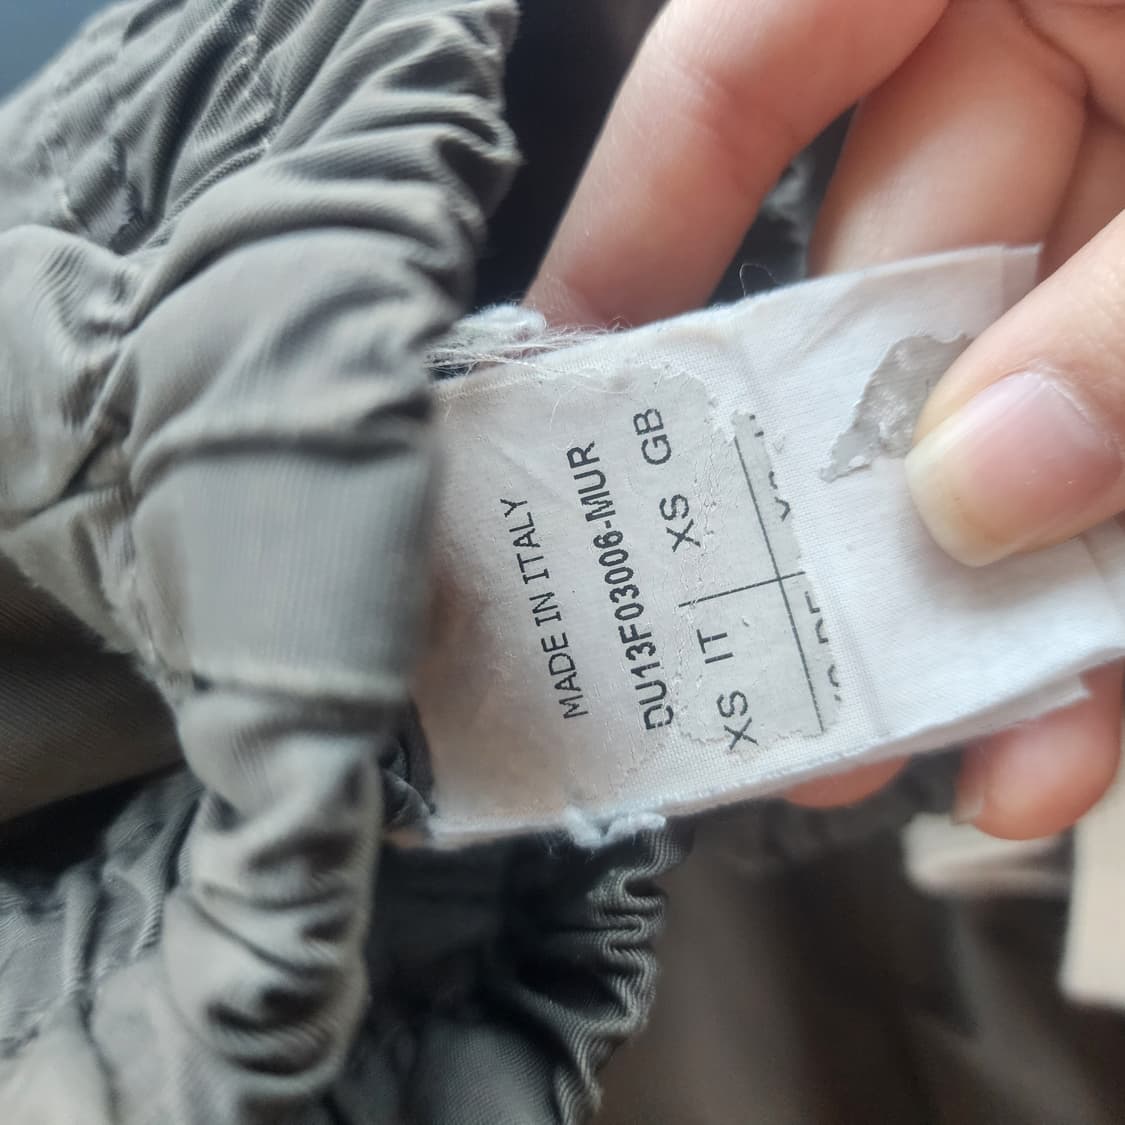 MADE IN ITALY
DU13F03006-MUR
XS IT XS GB